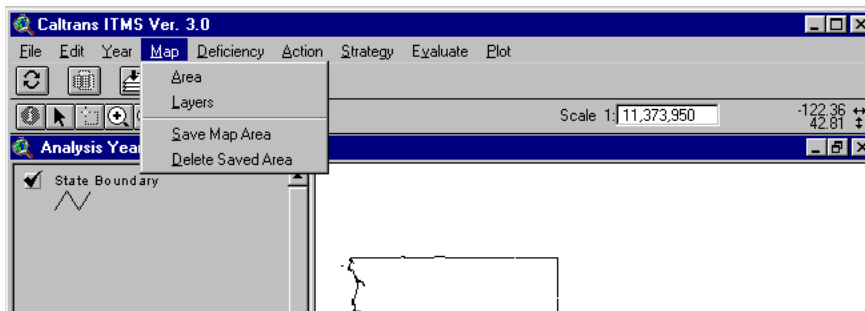 Caltrans ITMS Ver. 3.0
File Edit Year Map Deficiency Action Strategy Evaluate Plot
Area
Layers
Save Map Area
Delete Saved Area
Scale 1: 11,373,950
-122.36
42.81
Analysis Year
State Boundary